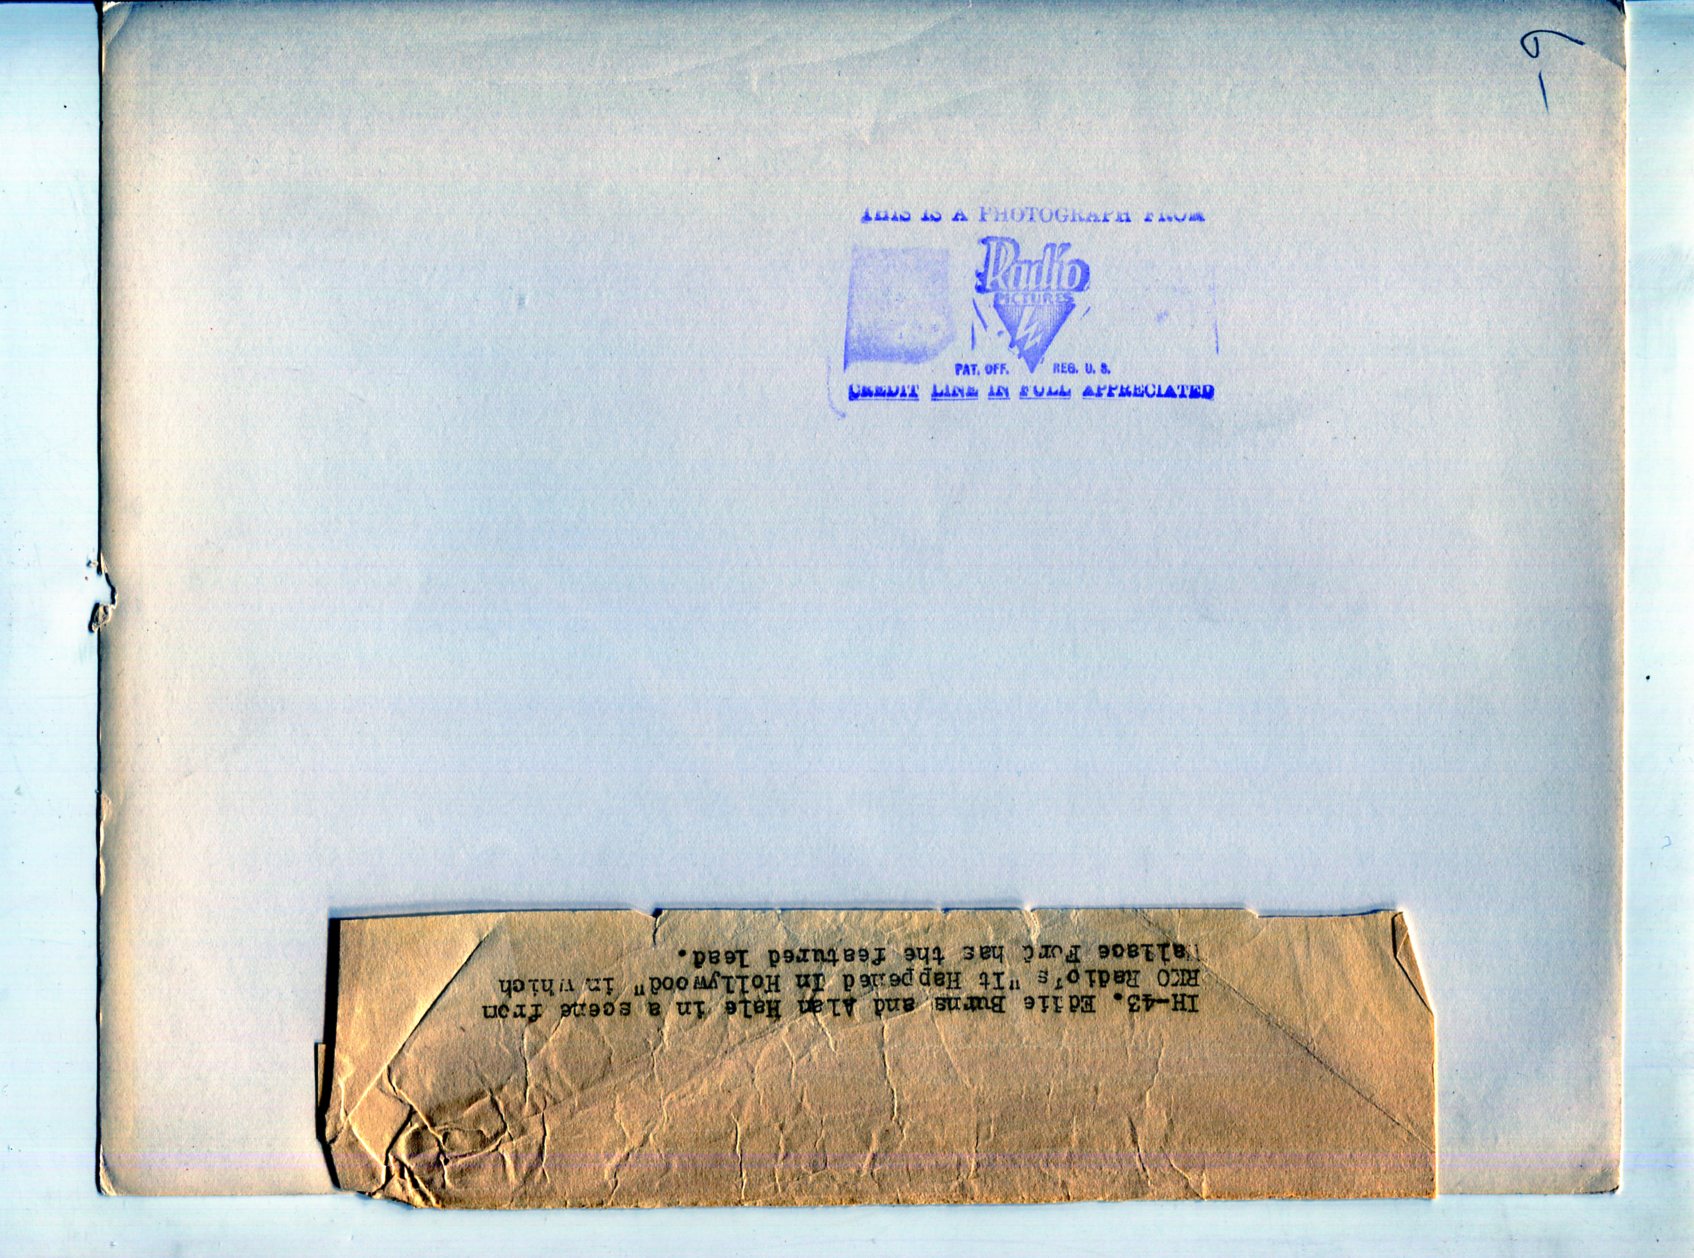 THIS IS A PHOTOGRAPH FROM
Radio
PICTURES
PAT. OFF. REG. U. S.
CREDIT LINE IN FULL APPRECIATED
IH-43. Eddie Burns and Alan Hale in a scene from
RKO Radio's "It Happened In Hollywood" in which
Wallace Ford has the featured lead.